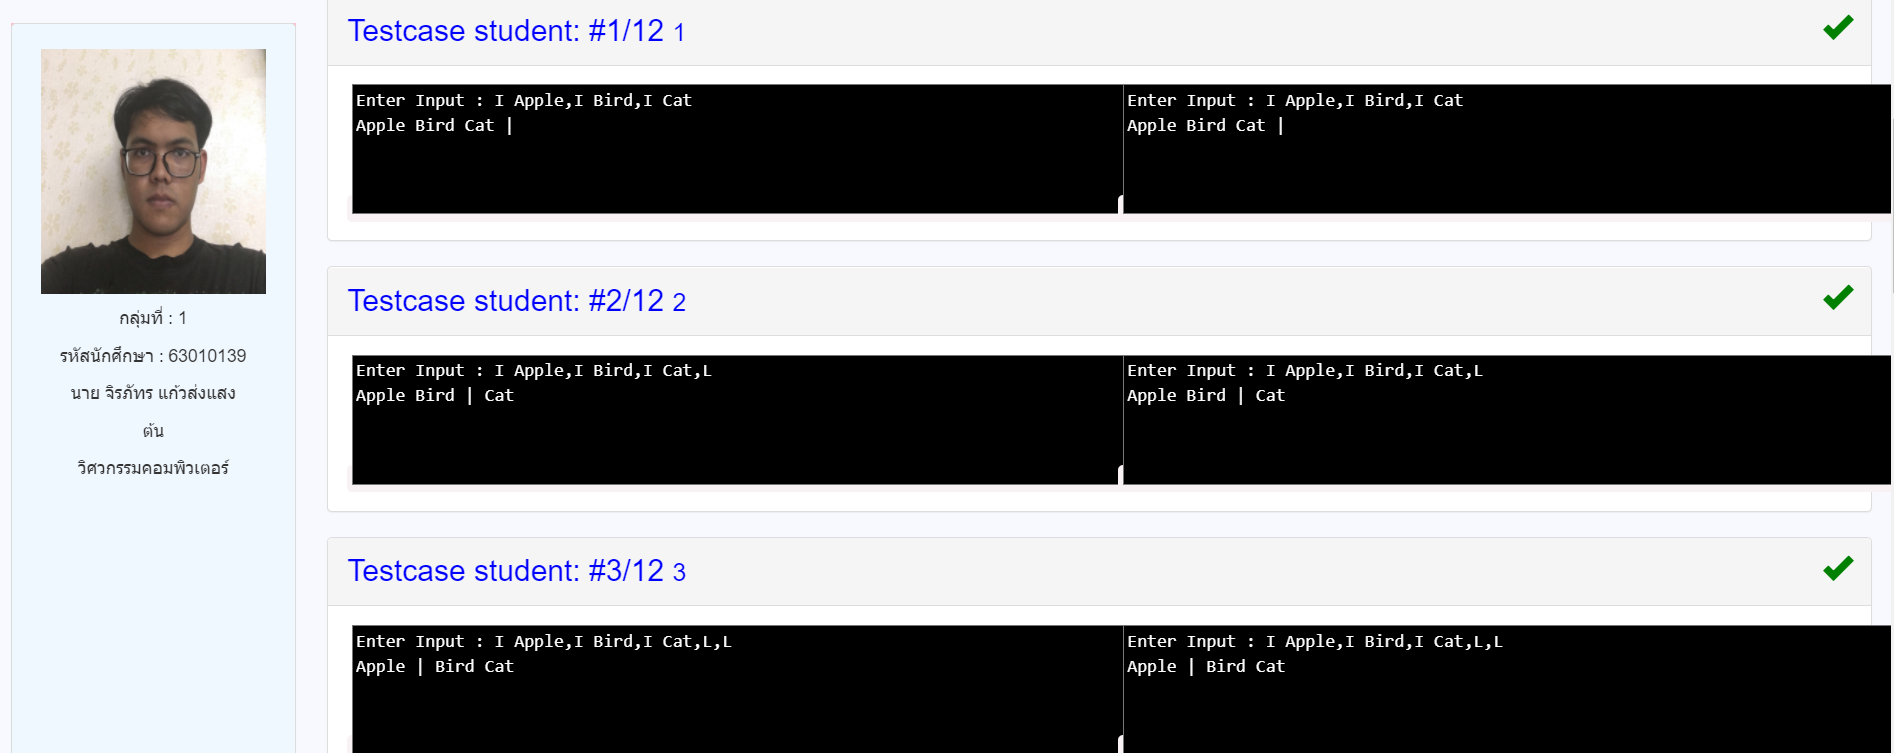 กลุ่มที่ : 1
รหัสนักศึกษา : 63010139
นาย จิรภัทร แก้วส่งแสง
ต้น
วิศวกรรมคอมพิวเตอร์
Testcase student: #1/12 1
Enter Input : I Apple,I Bird,I Cat
Apple Bird Cat |
Enter Input : I Apple,I Bird,I Cat
Apple Bird Cat |
Testcase student: #2/12 2
Enter Input : I Apple,I Bird,I Cat,L
Apple Bird | Cat
Enter Input : I Apple,I Bird,I Cat,L
Apple Bird | Cat
Testcase student: #3/12 3
Enter Input : I Apple,I Bird,I Cat,L,L
Apple | Bird Cat
Enter Input : I Apple,I Bird,I Cat,L,L
Apple | Bird Cat